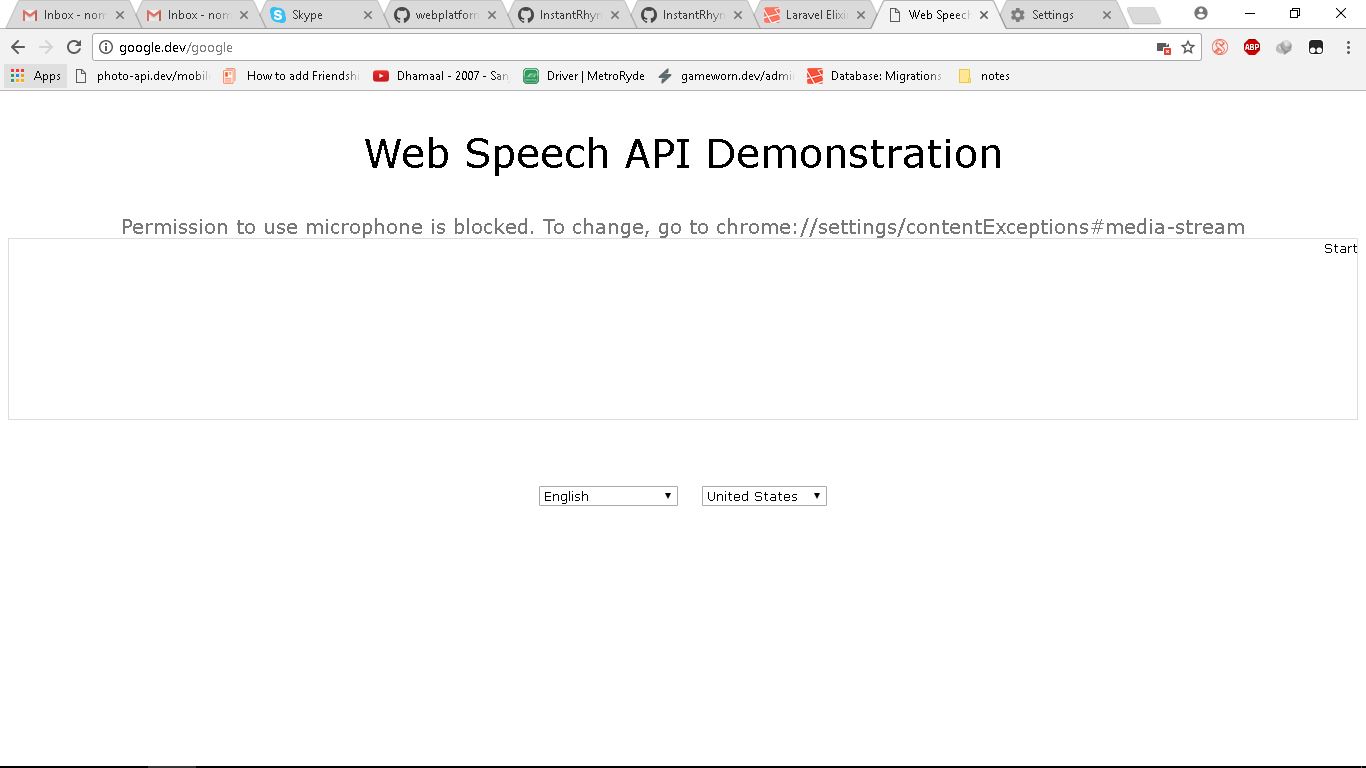 Inbox - nom
Inbox - nom
Skype
webplatform
InstantRhym
InstantRhym
Laravel Elixi
Web Speech
Settings
google.dev/google
Apps
photo-api.dev/mobil
How to add Friendsh
Dhamaal - 2007 - San
Driver | MetroRyde
gameworn.dev/admi
Database: Migrations
notes
ABP
Web Speech API Demonstration
Permission to use microphone is blocked. To change, go to chrome://settings/contentExceptions#media-stream
Start
English
United States